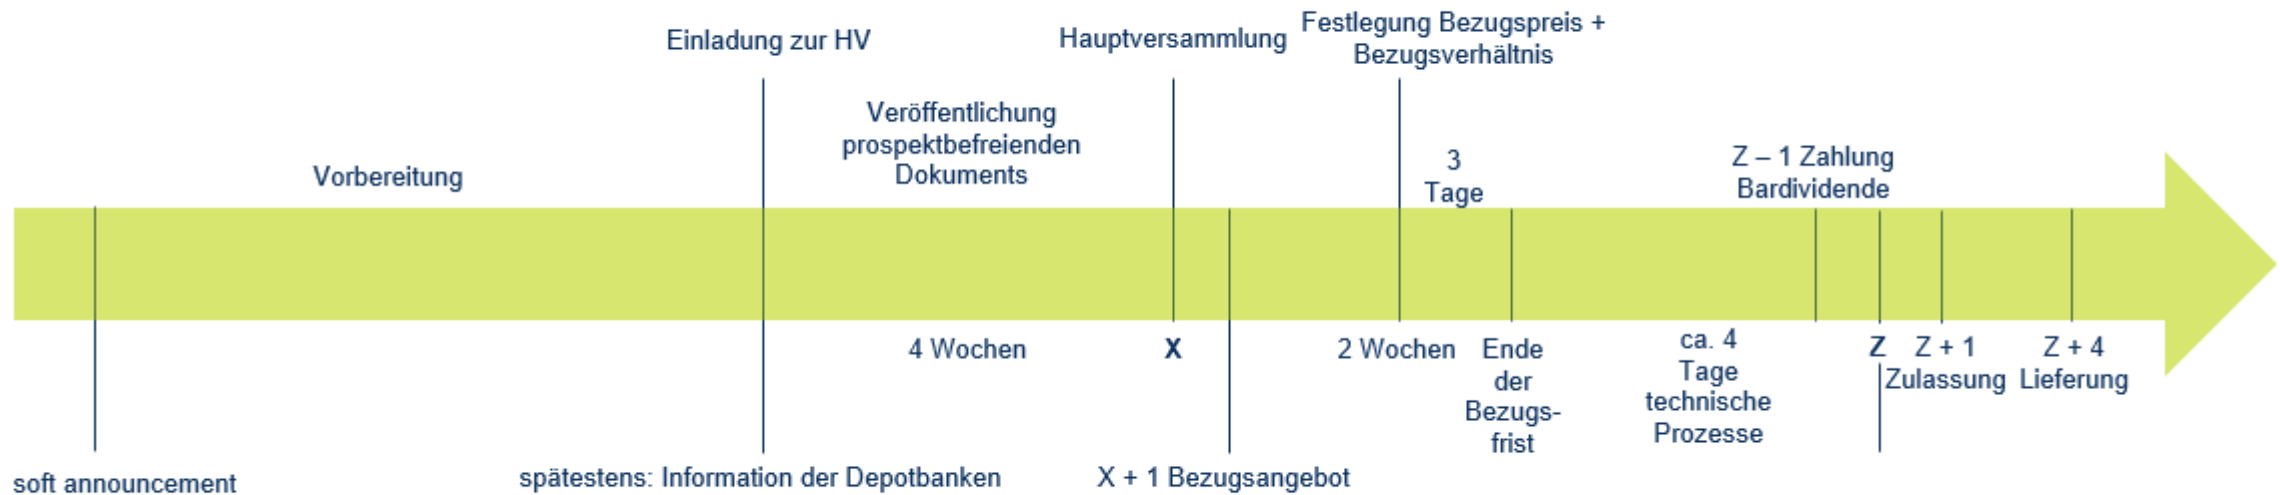 Einladung zur HV
Hauptversammlung
Festlegung Bezugspreis +
Bezugsverhältnis
Veröffentlichung
prospektbefreienden
Dokuments
Vorbereitung
3
Tage
Z – 1 Zahlung
Bardividende
4 Wochen
X
2 Wochen
Ende
der
Bezugs-
frist
ca. 4
Tage
technische
Prozesse
Z
Z + 1
Zulassung
Z + 4
Lieferung
soft announcement
spätestens: Information der Depotbanken
X + 1 Bezugsangebot